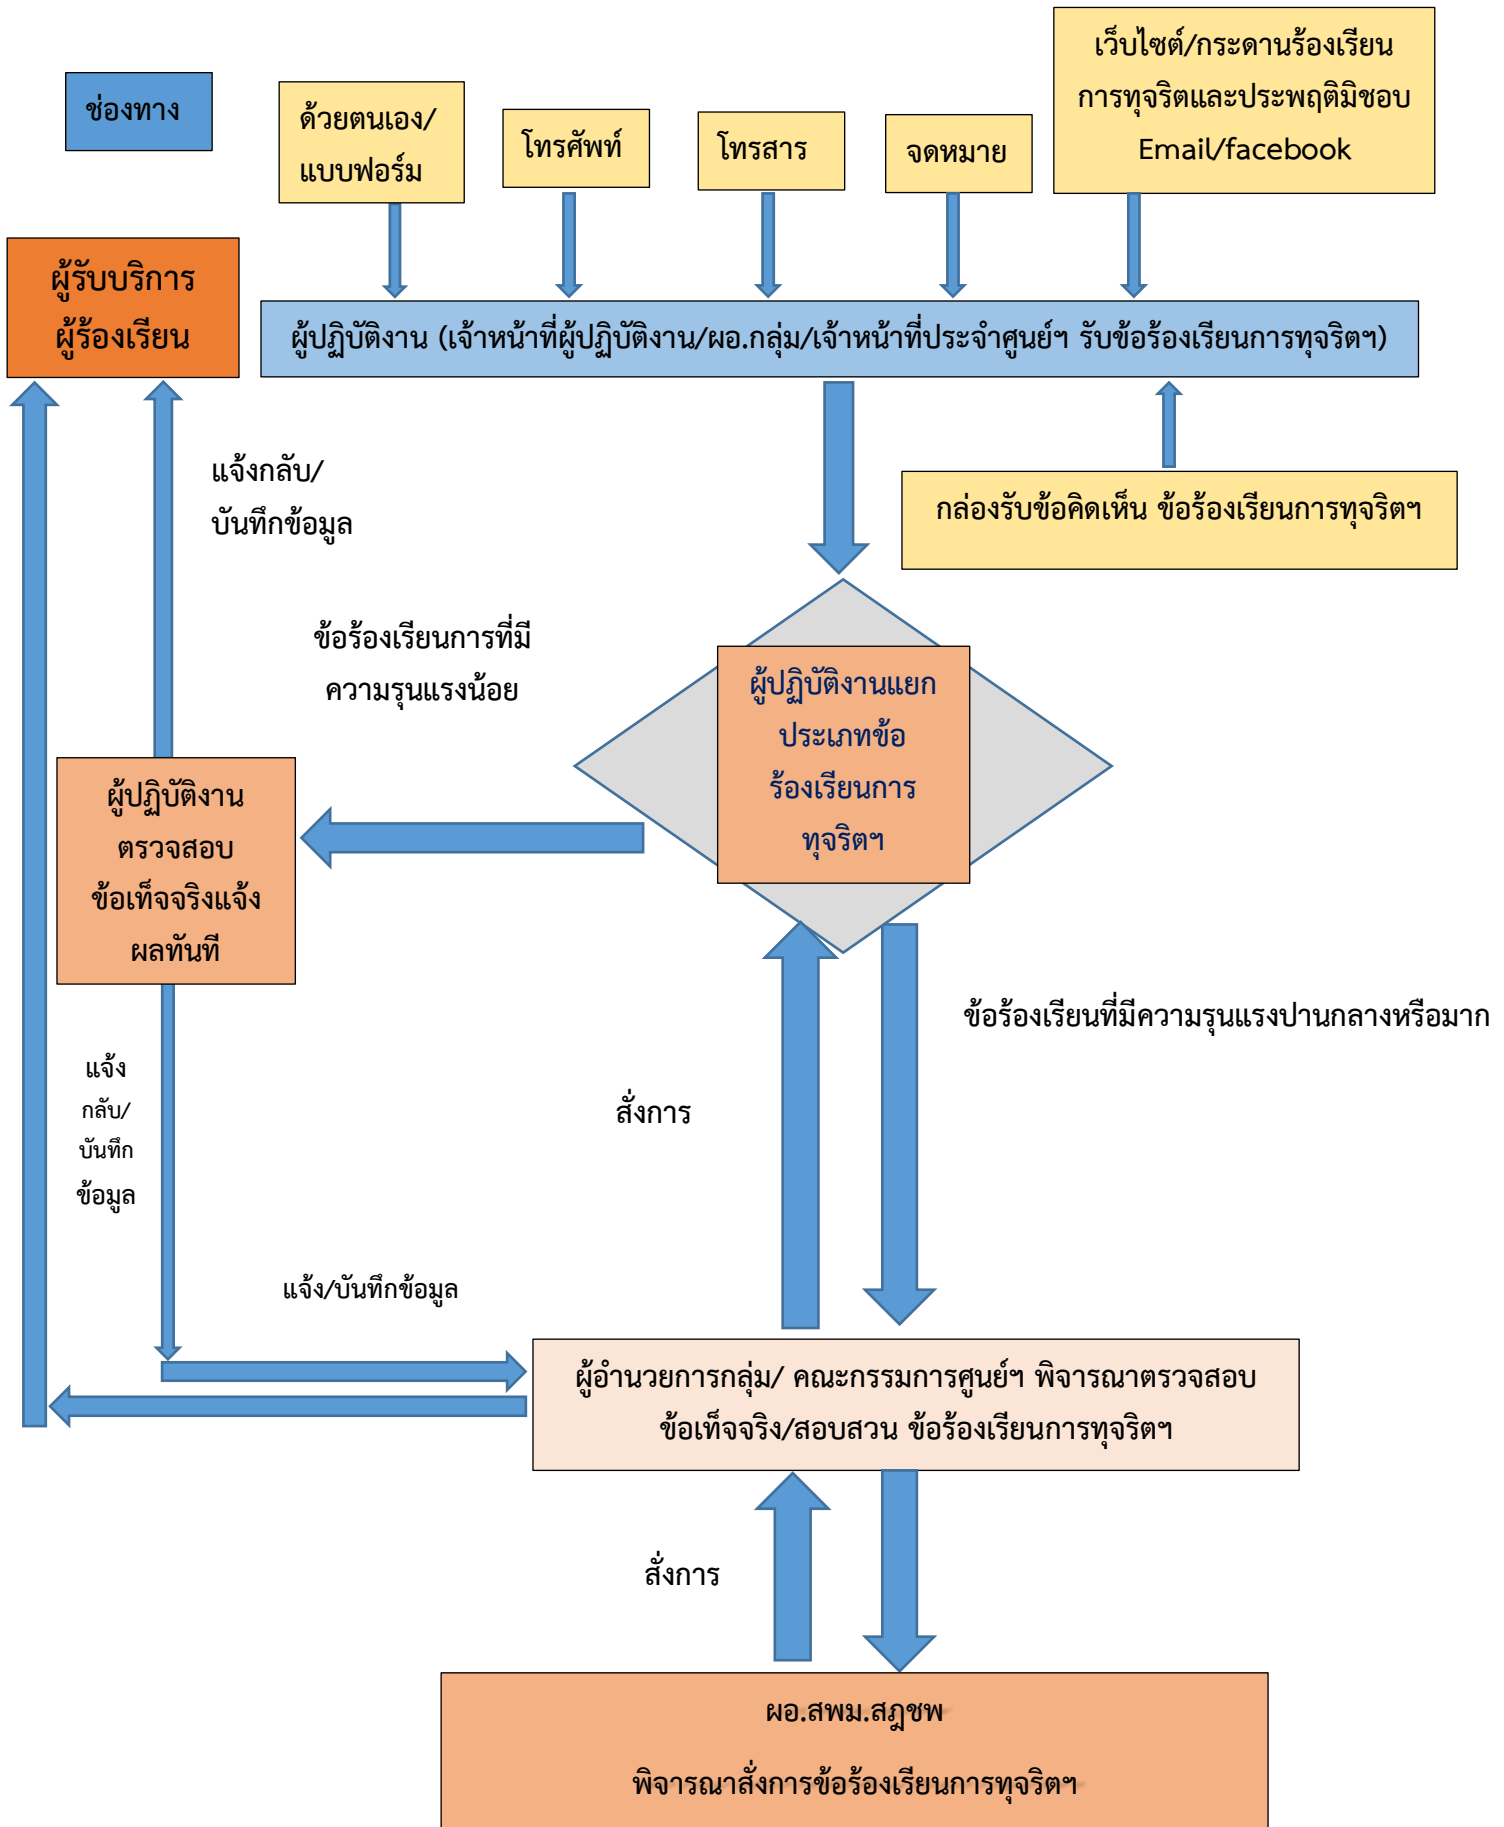 ช่องทาง
ด้วยตนเอง/
แบบฟอร์ม
โทรศัพท์
โทรสาร
จดหมาย
เว็บไซต์/กระดานร้องเรียน
การทุจริตและประพฤติมิชอบ
Email/facebook
ผู้รับบริการ
ผู้ร้องเรียน
ผู้ปฏิบัติงาน (เจ้าหน้าที่ผู้ปฏิบัติงาน/ผอ.กลุ่ม/เจ้าหน้าที่ประจำศูนย์ฯ รับข้อร้องเรียนการทุจริตฯ)
แจ้งกลับ/
บันทึกข้อมูล
กล่องรับข้อคิดเห็น ข้อร้องเรียนการทุจริตฯ
ข้อร้องเรียนการที่มี
ความรุนแรงน้อย
ผู้ปฏิบัติงานแยก
ประเภทข้อ
ร้องเรียนการ
ทุจริตฯ
ผู้ปฏิบัติงาน
ตรวจสอบ
ข้อเท็จจริงแจ้ง
ผลทันที
ข้อร้องเรียนที่มีความรุนแรงปานกลางหรือมาก
แจ้ง
กลับ/
บันทึก
ข้อมูล
สั่งการ
แจ้ง/บันทึกข้อมูล
ผู้อำนวยการกลุ่ม/ คณะกรรมการศูนย์ฯ พิจารณาตรวจสอบ
ข้อเท็จจริง/สอบสวน ข้อร้องเรียนการทุจริตฯ
สั่งการ
ผอ.สพม.สฎชพ
พิจารณาสั่งการข้อร้องเรียนการทุจริตฯ